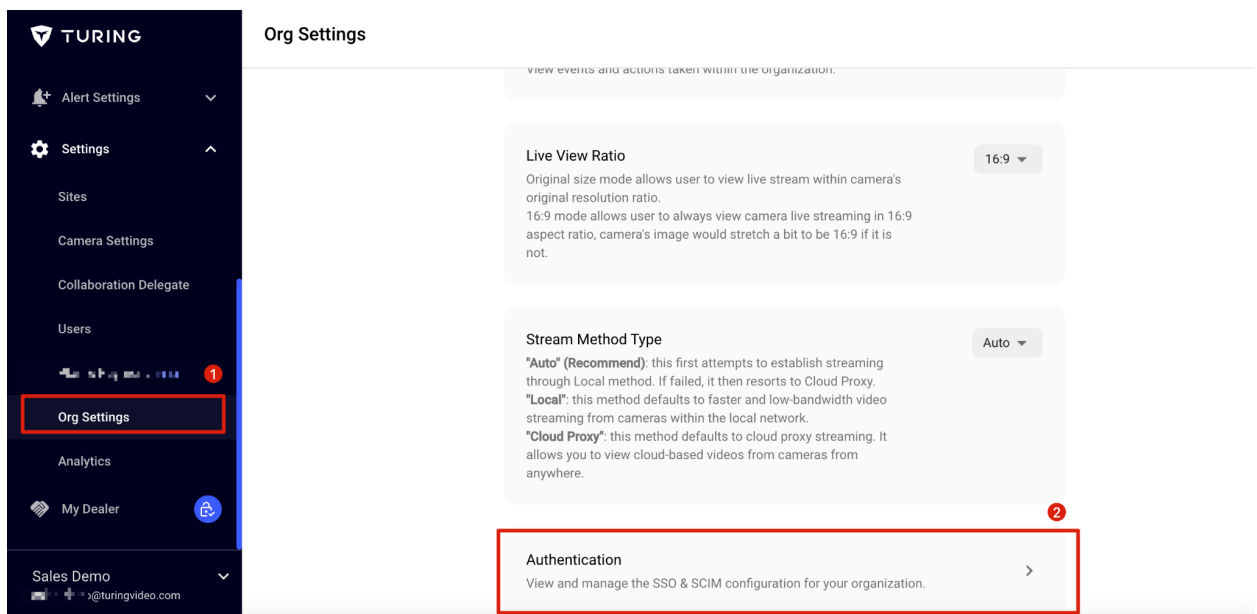 TURING
Org Settings
Alert Settings
Settings
Sites
Camera Settings
Collaboration Delegate
Users
1
Org Settings
Analytics
My Dealer
Sales Demo
@turingvideo.com
View events and actions taken within the organization.
Live View Ratio
16:9
Original size mode allows user to view live stream within camera's
original resolution ratio.
16:9 mode allows user to always view camera live streaming in 16:9
aspect ratio, camera's image would stretch a bit to be 16:9 if it is
not.
Stream Method Type
Auto
"Auto" (Recommend): this first attempts to establish streaming
through Local method. If failed, it then resorts to Cloud Proxy.
"Local": this method defaults to faster and low-bandwidth video
streaming from cameras within the local network.
"Cloud Proxy": this method defaults to cloud proxy streaming. It
allows you to view cloud-based videos from cameras from
anywhere.
2
Authentication
View and manage the SSO & SCIM configuration for your organization.